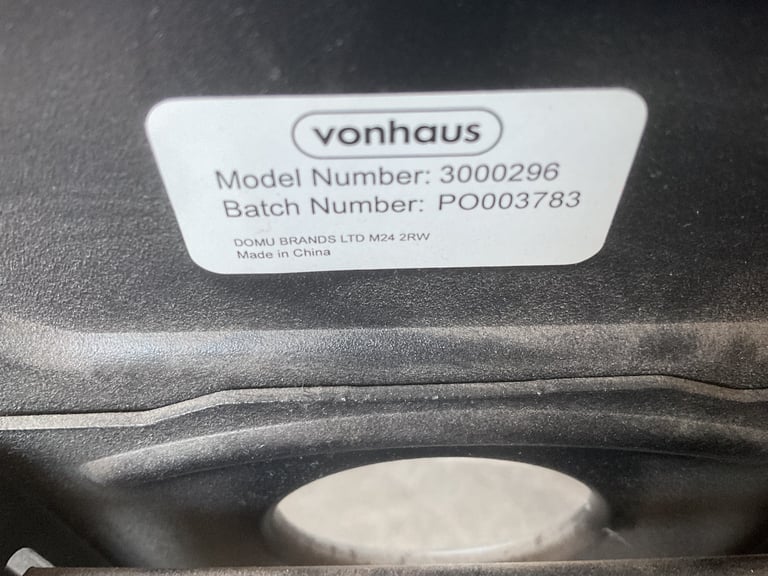 vonhaus
Model Number: 3000296
Batch Number: PO003783
DOMU BRANDS LTD M24 2RW
Made in China